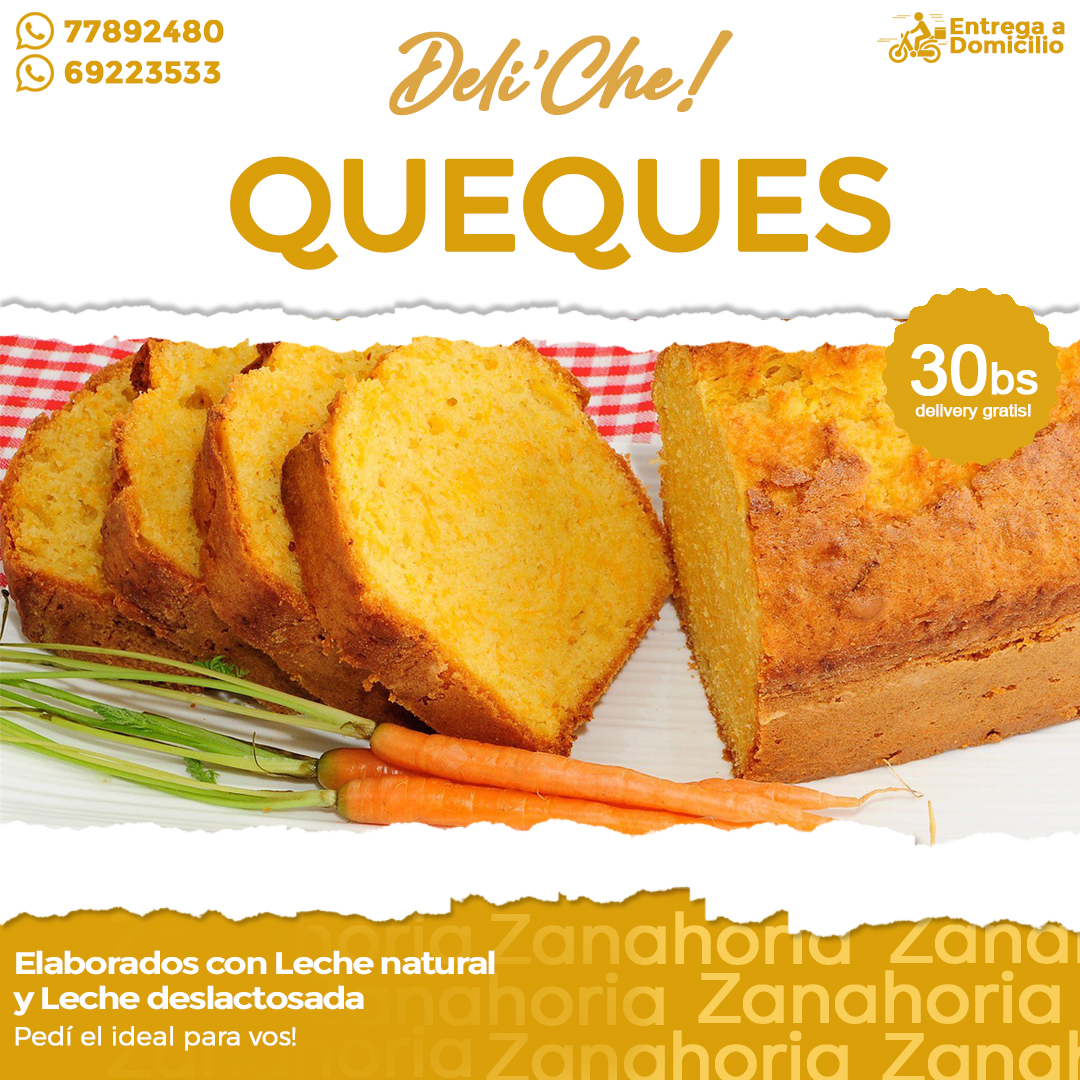 77892480
69223533
Deli'Che!
Entrega a
Domicilio
QUEQUES
30bs
delivery gratis!
Elaborados con Leche natural
y Leche deslactosada
Pedí el ideal para vos!
Zanahoria
Zanahoria
Zanahoria